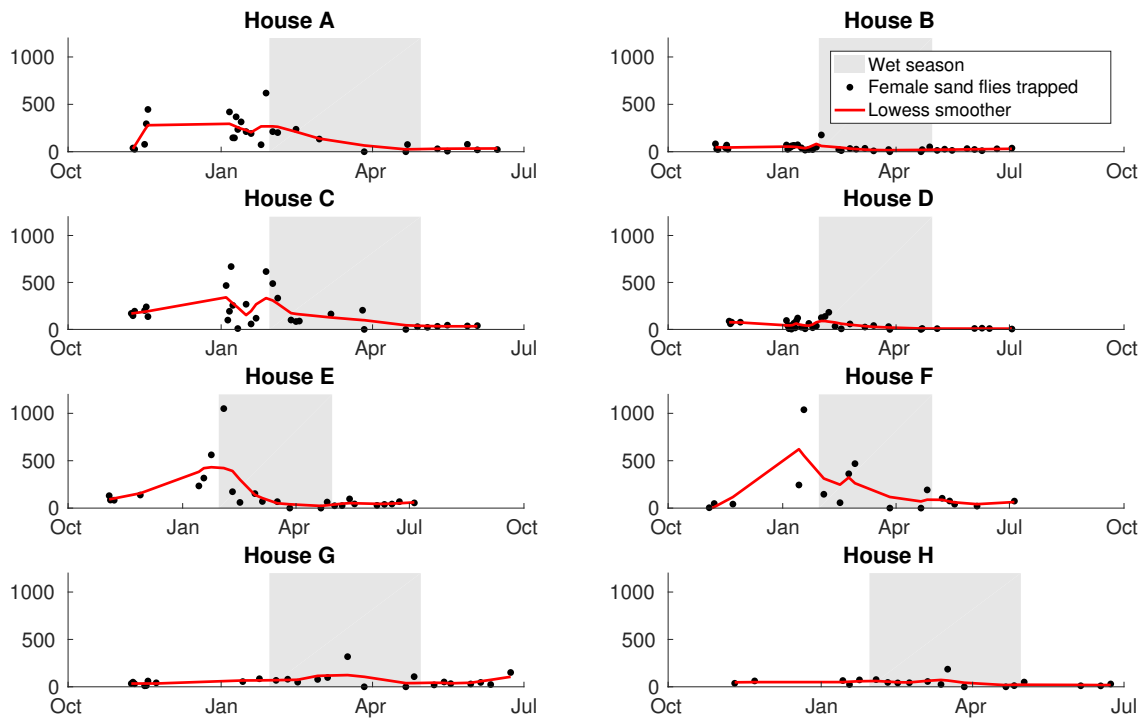 House A
1000
500
0
Oct Jan Apr Jul
House B
1000
500
0
Oct Jan Apr Jul Oct
Wet season
Female sand flies trapped
Lowess smoother
House C
1000
500
0
Oct Jan Apr Jul
House D
1000
500
0
Oct Jan Apr Jul Oct
House E
1000
500
0
Oct Jan Apr Jul Oct
House F
1000
500
0
Oct Jan Apr Jul Oct
House G
1000
500
0
Oct Jan Apr Jul
House H
1000
500
0
Oct Jan Apr Jul